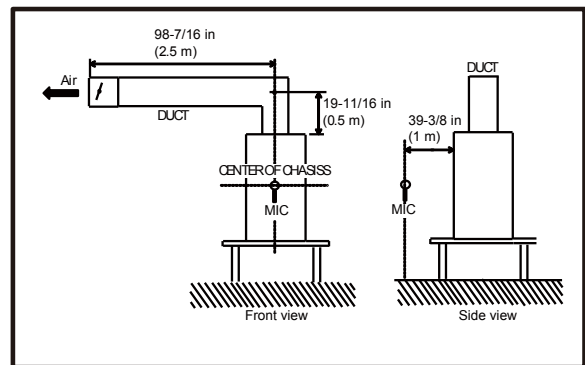 98-7/16 in
(2.5 m)
Air
DUCT
19-11/16 in
(0.5 m)
CENTER OF CHASISS
MIC
Front view
DUCT
39-3/8 in
(1 m)
MIC
Side view